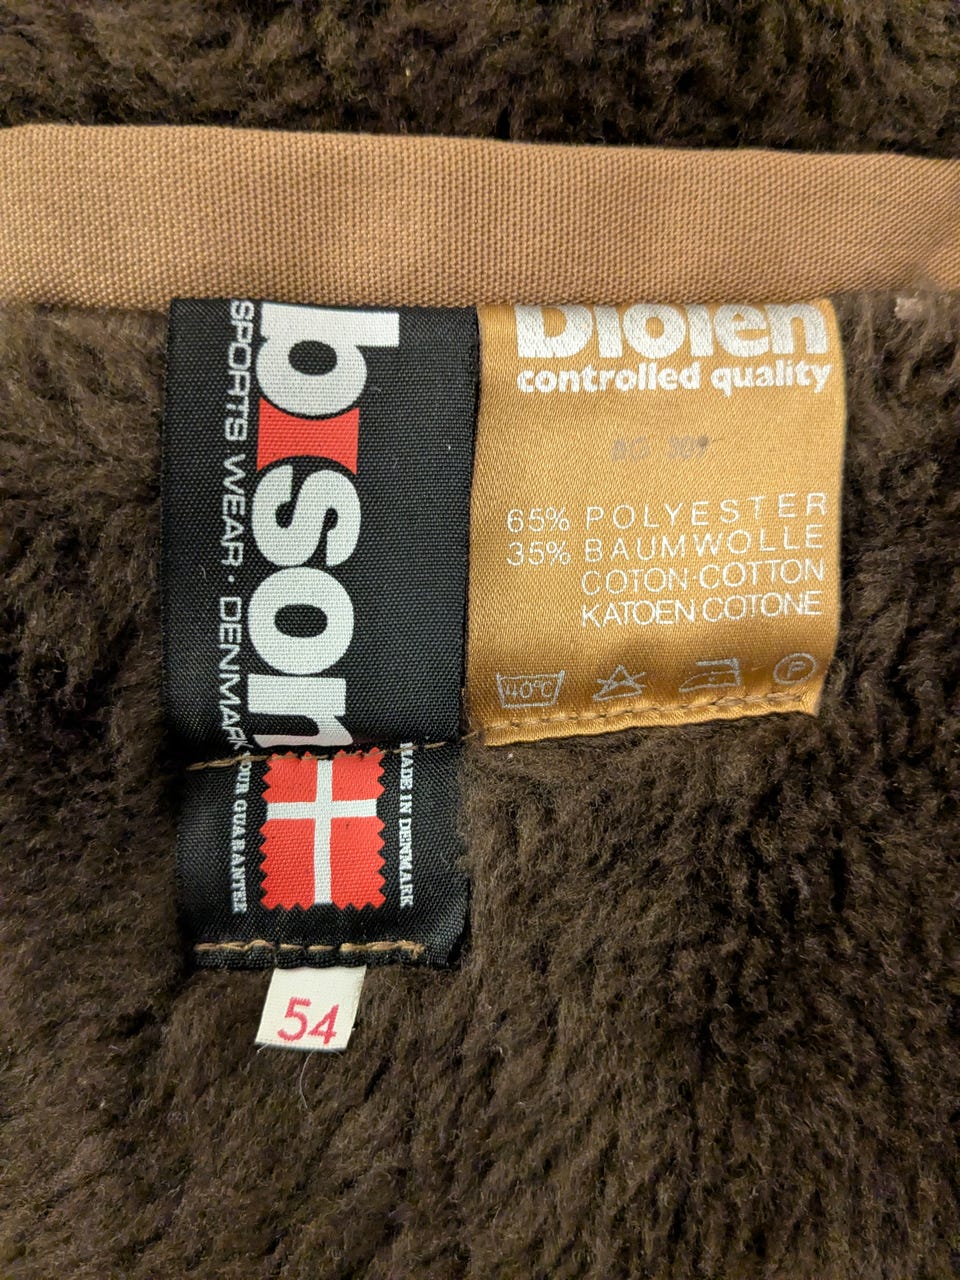 bison
SPORTS WEAR · DENMARK
YOUR GUARANTEE
MADE IN DENMARK
54
Diolen
controlled quality
65% POLYESTER
35% BAUMWOLLE
COTON·COTTON
KATOEN COTONE
40°C
P